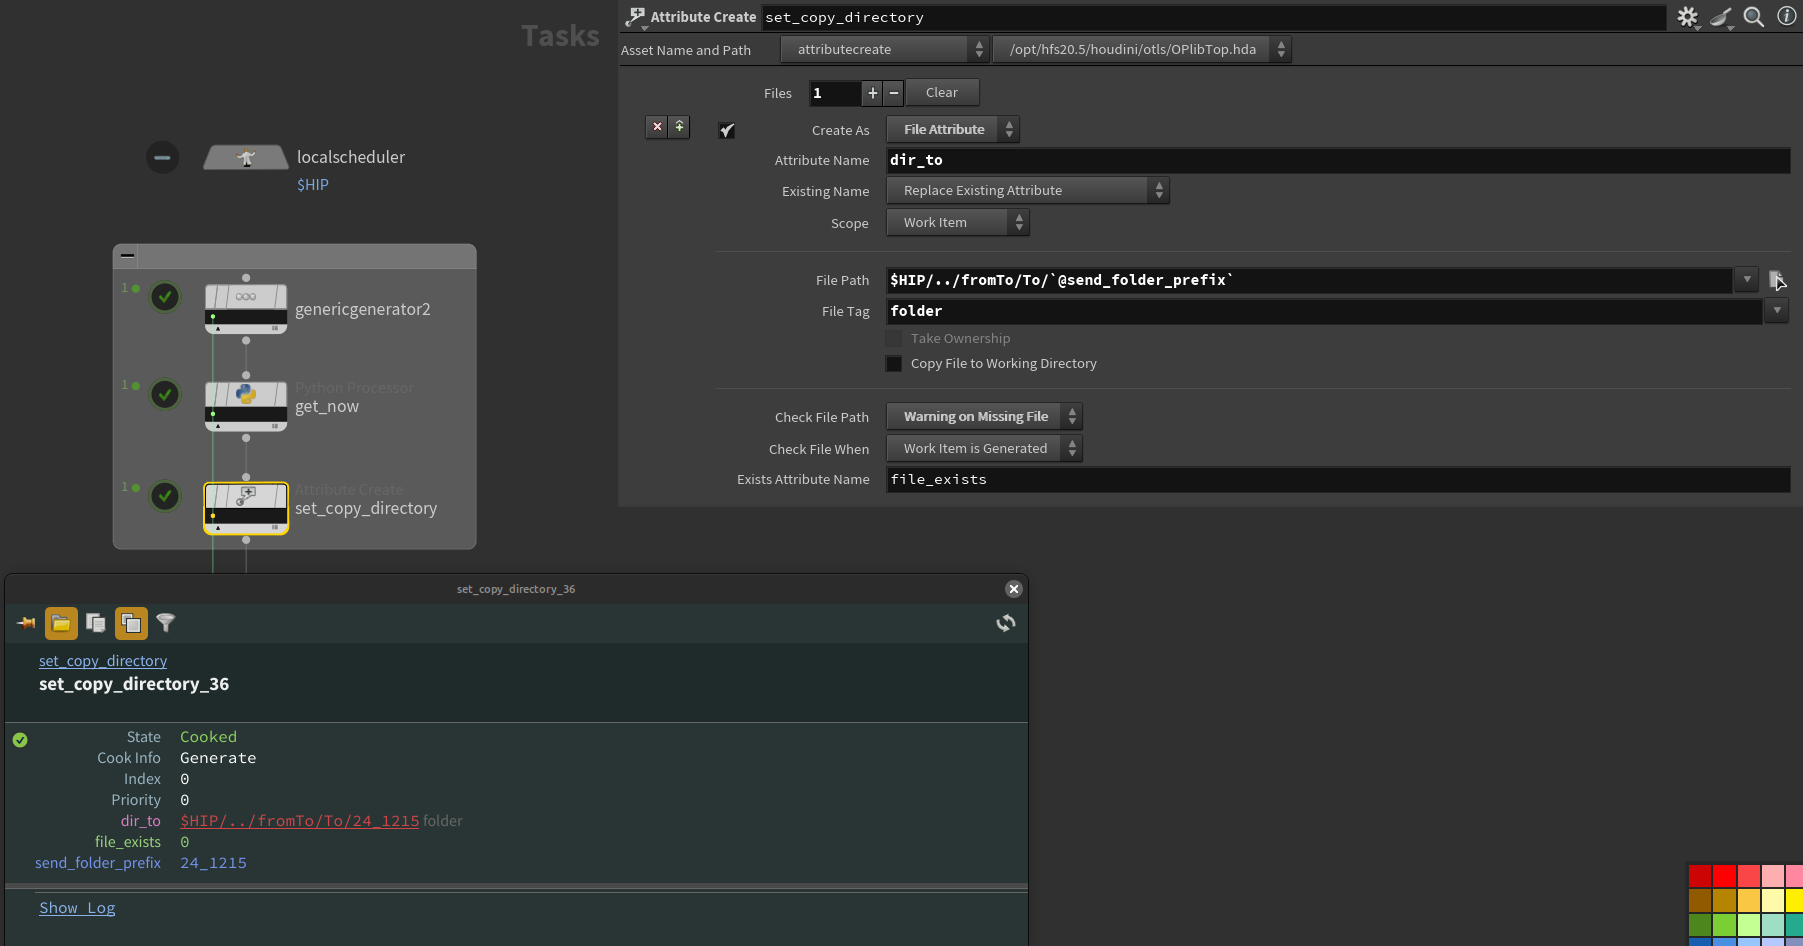 Tasks
Attribute Create set_copy_directory
Asset Name and Path attributecreate /opt/hfs20.5/houdini/otls/OPlibTop.hda
Files 1 + − Clear
Create As File Attribute
Attribute Name dir_to
Existing Name Replace Existing Attribute
Scope Work Item
File Path $HIP/../fromTo/To/`@send_folder_prefix`
File Tag folder
Take Ownership
Copy File to Working Directory
Check File Path Warning on Missing File
Check File When Work Item is Generated
Exists Attribute Name file_exists
localscheduler
$HIP
1
genericgenerator2
1
Python Processor
get_now
1
Attribute Create
set_copy_directory
set_copy_directory_36
set_copy_directory
set_copy_directory_36
State Cooked
Cook Info Generate
Index 0
Priority 0
dir_to $HIP/../fromTo/To/24_1215 folder
file_exists 0
send_folder_prefix 24_1215
Show Log